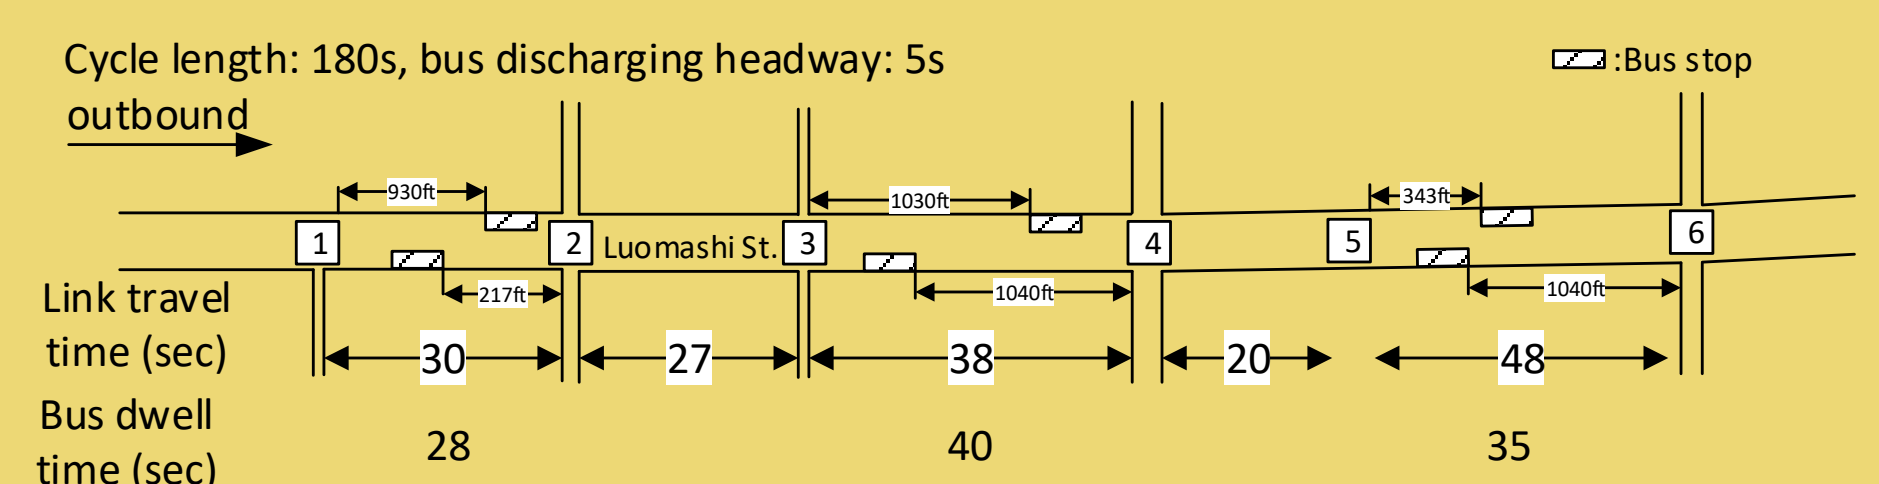 Cycle length: 180s, bus discharging headway: 5s
:Bus stop
outbound
930ft
1030ft
343ft
1
2
Luomashi St.
3
4
5
6
217ft
1040ft
1040ft
Link travel
time (sec)
30
27
38
20
48
Bus dwell
time (sec)
28
40
35